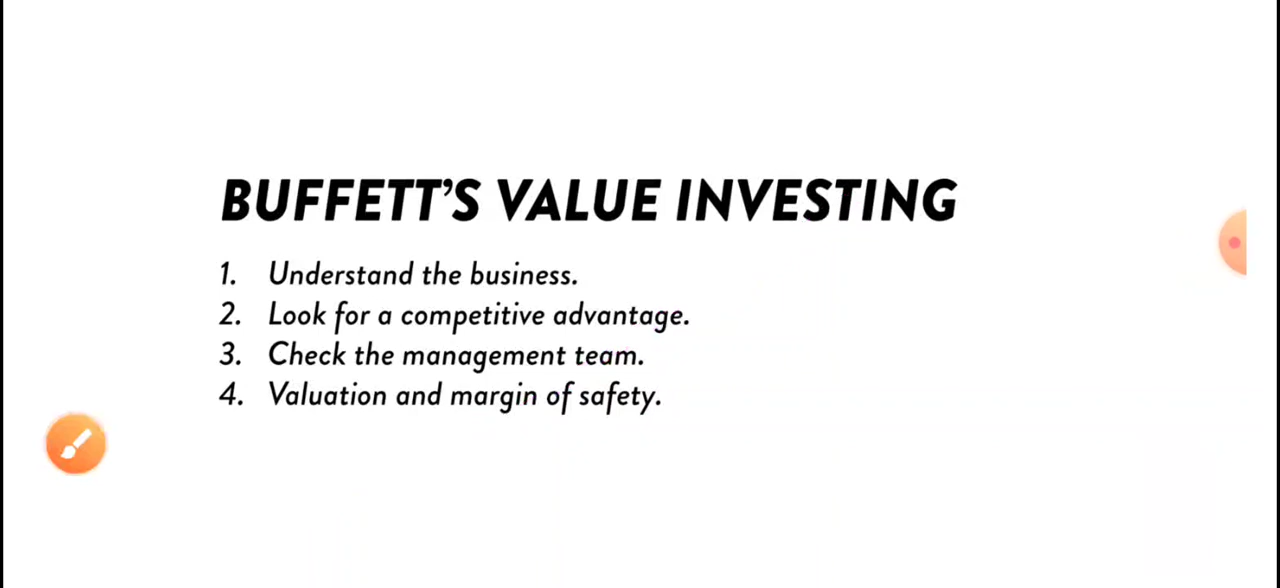 BUFFETT'S VALUE INVESTING
1. Understand the business.
2. Look for a competitive advantage.
3. Check the management team.
4. Valuation and margin of safety.